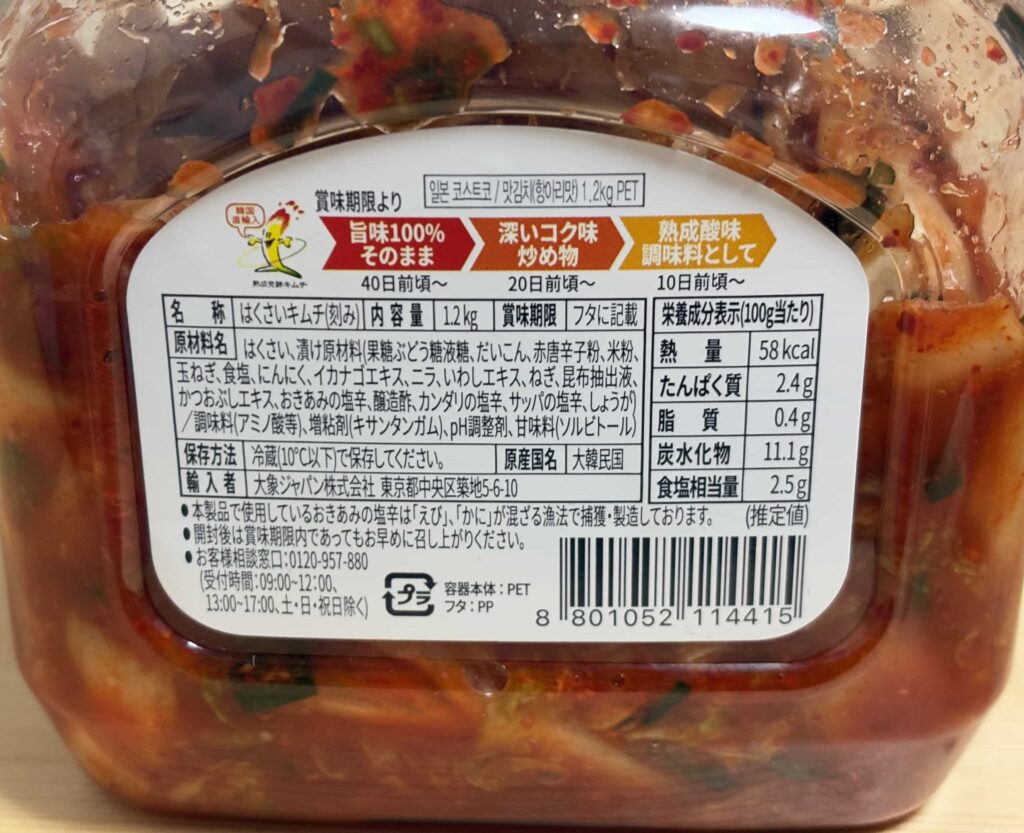 일본 코스트코 / 맛김치(항아리맛) 1.2kg PET
韓国
直輸入
熟成発酵キムチ
賞味期限より
旨味100%
そのまま
深いコク味
炒め物
熟成酸味
調味料として
40日前頃～
20日前頃～
10日前頃～
名 称 はくさいキムチ(刻み) 内容量 1.2kg 賞味期限 フタに記載
原材料名 はくさい、漬け原材料(果糖ぶどう糖液糖、だいこん、赤唐辛子粉、米粉、
玉ねぎ、食塩、にんにく、イカナゴエキス、ニラ、いわしエキス、ねぎ、昆布抽出液、
かつおぶしエキス、おきあみの塩辛、醸造酢、カンダリの塩辛、サッパの塩辛、しょうが)
/調味料(アミノ酸等)、増粘剤(キサンタンガム)、pH調整剤、甘味料(ソルビトール)
保存方法 冷蔵(10℃以下)で保存してください。 原産国名 大韓民国
輸入者 大象ジャパン株式会社 東京都中央区築地5-6-10
栄養成分表示(100g当たり)
熱 量 58kcal
たんぱく質 2.4g
脂 質 0.4g
炭水化物 11.1g
食塩相当量 2.5g
(推定値)
●本製品で使用しているおきあみの塩辛は「えび」、「かに」が混ざる漁法で捕獲・製造しております。
●開封後は賞味期限内であってもお早めに召し上がりください。
●お客様相談窓口:0120-957-880
(受付時間:09:00~12:00、
13:00~17:00、土・日・祝日除く)
プラ
容器本体:PET
フタ:PP
8 801052 114415